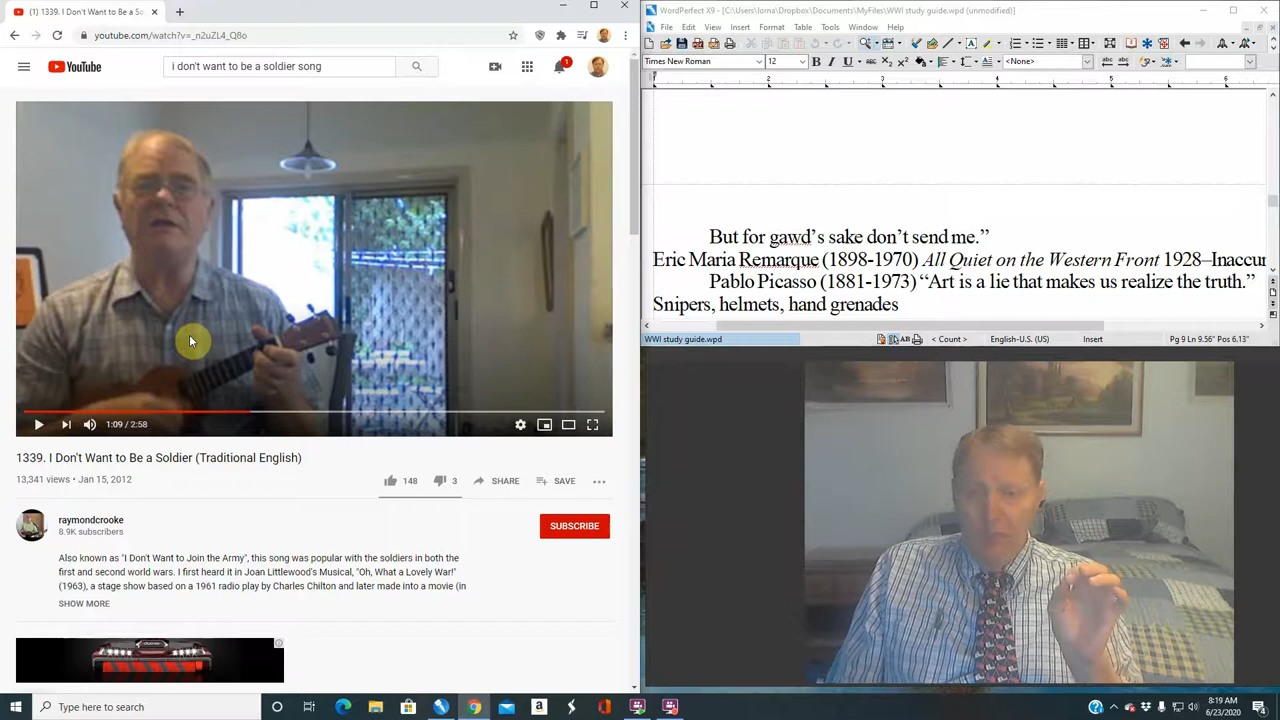 (1) 1339. I Don't Want to Be a So
youtube.com/watch?v=_n2uZL4_Q8o
YouTube
i don't want to be a soldier song
1
1:09 / 2:58
1339. I Don't Want to Be a Soldier (Traditional English)
13,341 views • Jan 15, 2012
148
3
SHARE
SAVE
raymondcrooke
8.9K subscribers
SUBSCRIBE
Also known as "I Don't Want to Join the Army", this song was popular with the soldiers in both the
first and second world wars. I first heard it in Joan Littlewood's Musical, "Oh, What a Lovely War!"
(1963), a stage show based on a 1961 radio play by Charles Chilton and later made into a movie (in
SHOW MORE
WordPerfect X9 - [C:\Users\lorna\Dropbox\Documents\MyFiles\WWI study guide.wpd (unmodified)]
File Edit View Insert Format Table Tools Window Help
Times New Roman 12 B I U <None>
2 3 4 5 6
But for gawd's sake don't send me.”
Eric Maria Remarque (1898-1970) All Quiet on the Western Front 1928–Inaccur
Pablo Picasso (1881-1973) “Art is a lie that makes us realize the truth.”
Snipers, helmets, hand grenades
WWI study guide.wpd
AB
< Count >
English-U.S. (US)
Insert
Pg 9 Ln 9.56" Pos 6.13"
Type here to search
8:19 AM
6/23/2020
4